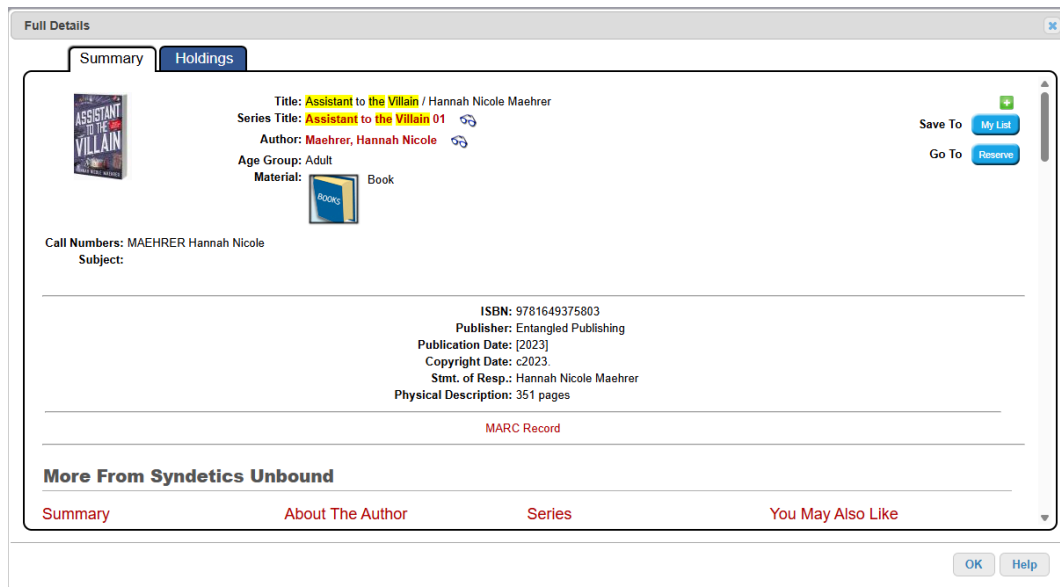 Full Details
Summary
Holdings
ASSISTANT
TO THE
VILLAIN
Title: Assistant to the Villain / Hannah Nicole Maehrer
Series Title: Assistant to the Villain 01
Author: Maehrer, Hannah Nicole
Age Group: Adult
Material: Book
BOOKS
Save To My List
Go To Reserve
Call Numbers: MAEHRER Hannah Nicole
Subject:
ISBN: 9781649375803
Publisher: Entangled Publishing
Publication Date: [2023]
Copyright Date: c2023.
Stmt. of Resp.: Hannah Nicole Maehrer
Physical Description: 351 pages
MARC Record
More From Syndetics Unbound
Summary
About The Author
Series
You May Also Like
OK
Help